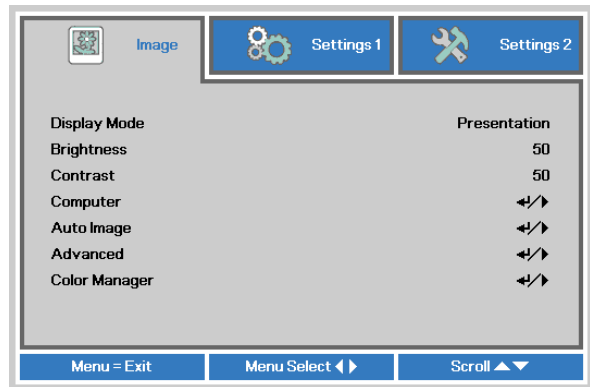 Image Settings 1 Settings 2
Display Mode Presentation
Brightness 50
Contrast 50
Computer
Auto Image
Advanced
Color Manager
Menu = Exit Menu Select Scroll